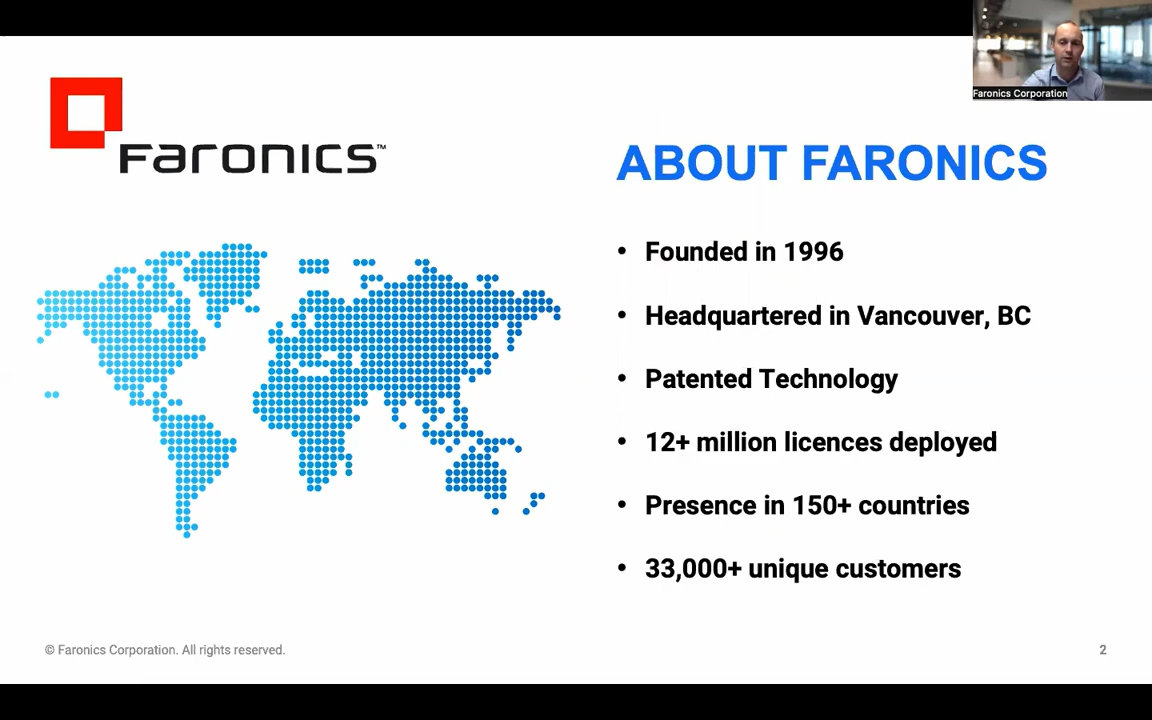 Faronics Corporation
FARONICS™
ABOUT FARONICS
• Founded in 1996
• Headquartered in Vancouver, BC
• Patented Technology
• 12+ million licences deployed
• Presence in 150+ countries
• 33,000+ unique customers
© Faronics Corporation. All rights reserved.
2